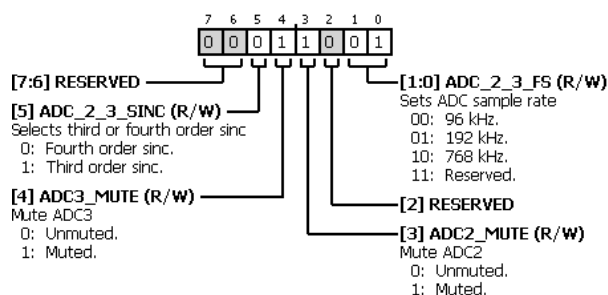 7 6 5 4 3 2 1 0
0 0 0 1 1 0 0 1
[7:6] RESERVED
[5] ADC_2_3_SINC (R/W)
Selects third or fourth order sinc
0: Fourth order sinc.
1: Third order sinc.
[4] ADC3_MUTE (R/W)
Mute ADC3
0: Unmuted.
1: Muted.
[1:0] ADC_2_3_FS (R/W)
Sets ADC sample rate
00: 96 kHz.
01: 192 kHz.
10: 768 kHz.
11: Reserved.
[2] RESERVED
[3] ADC2_MUTE (R/W)
Mute ADC2
0: Unmuted.
1: Muted.